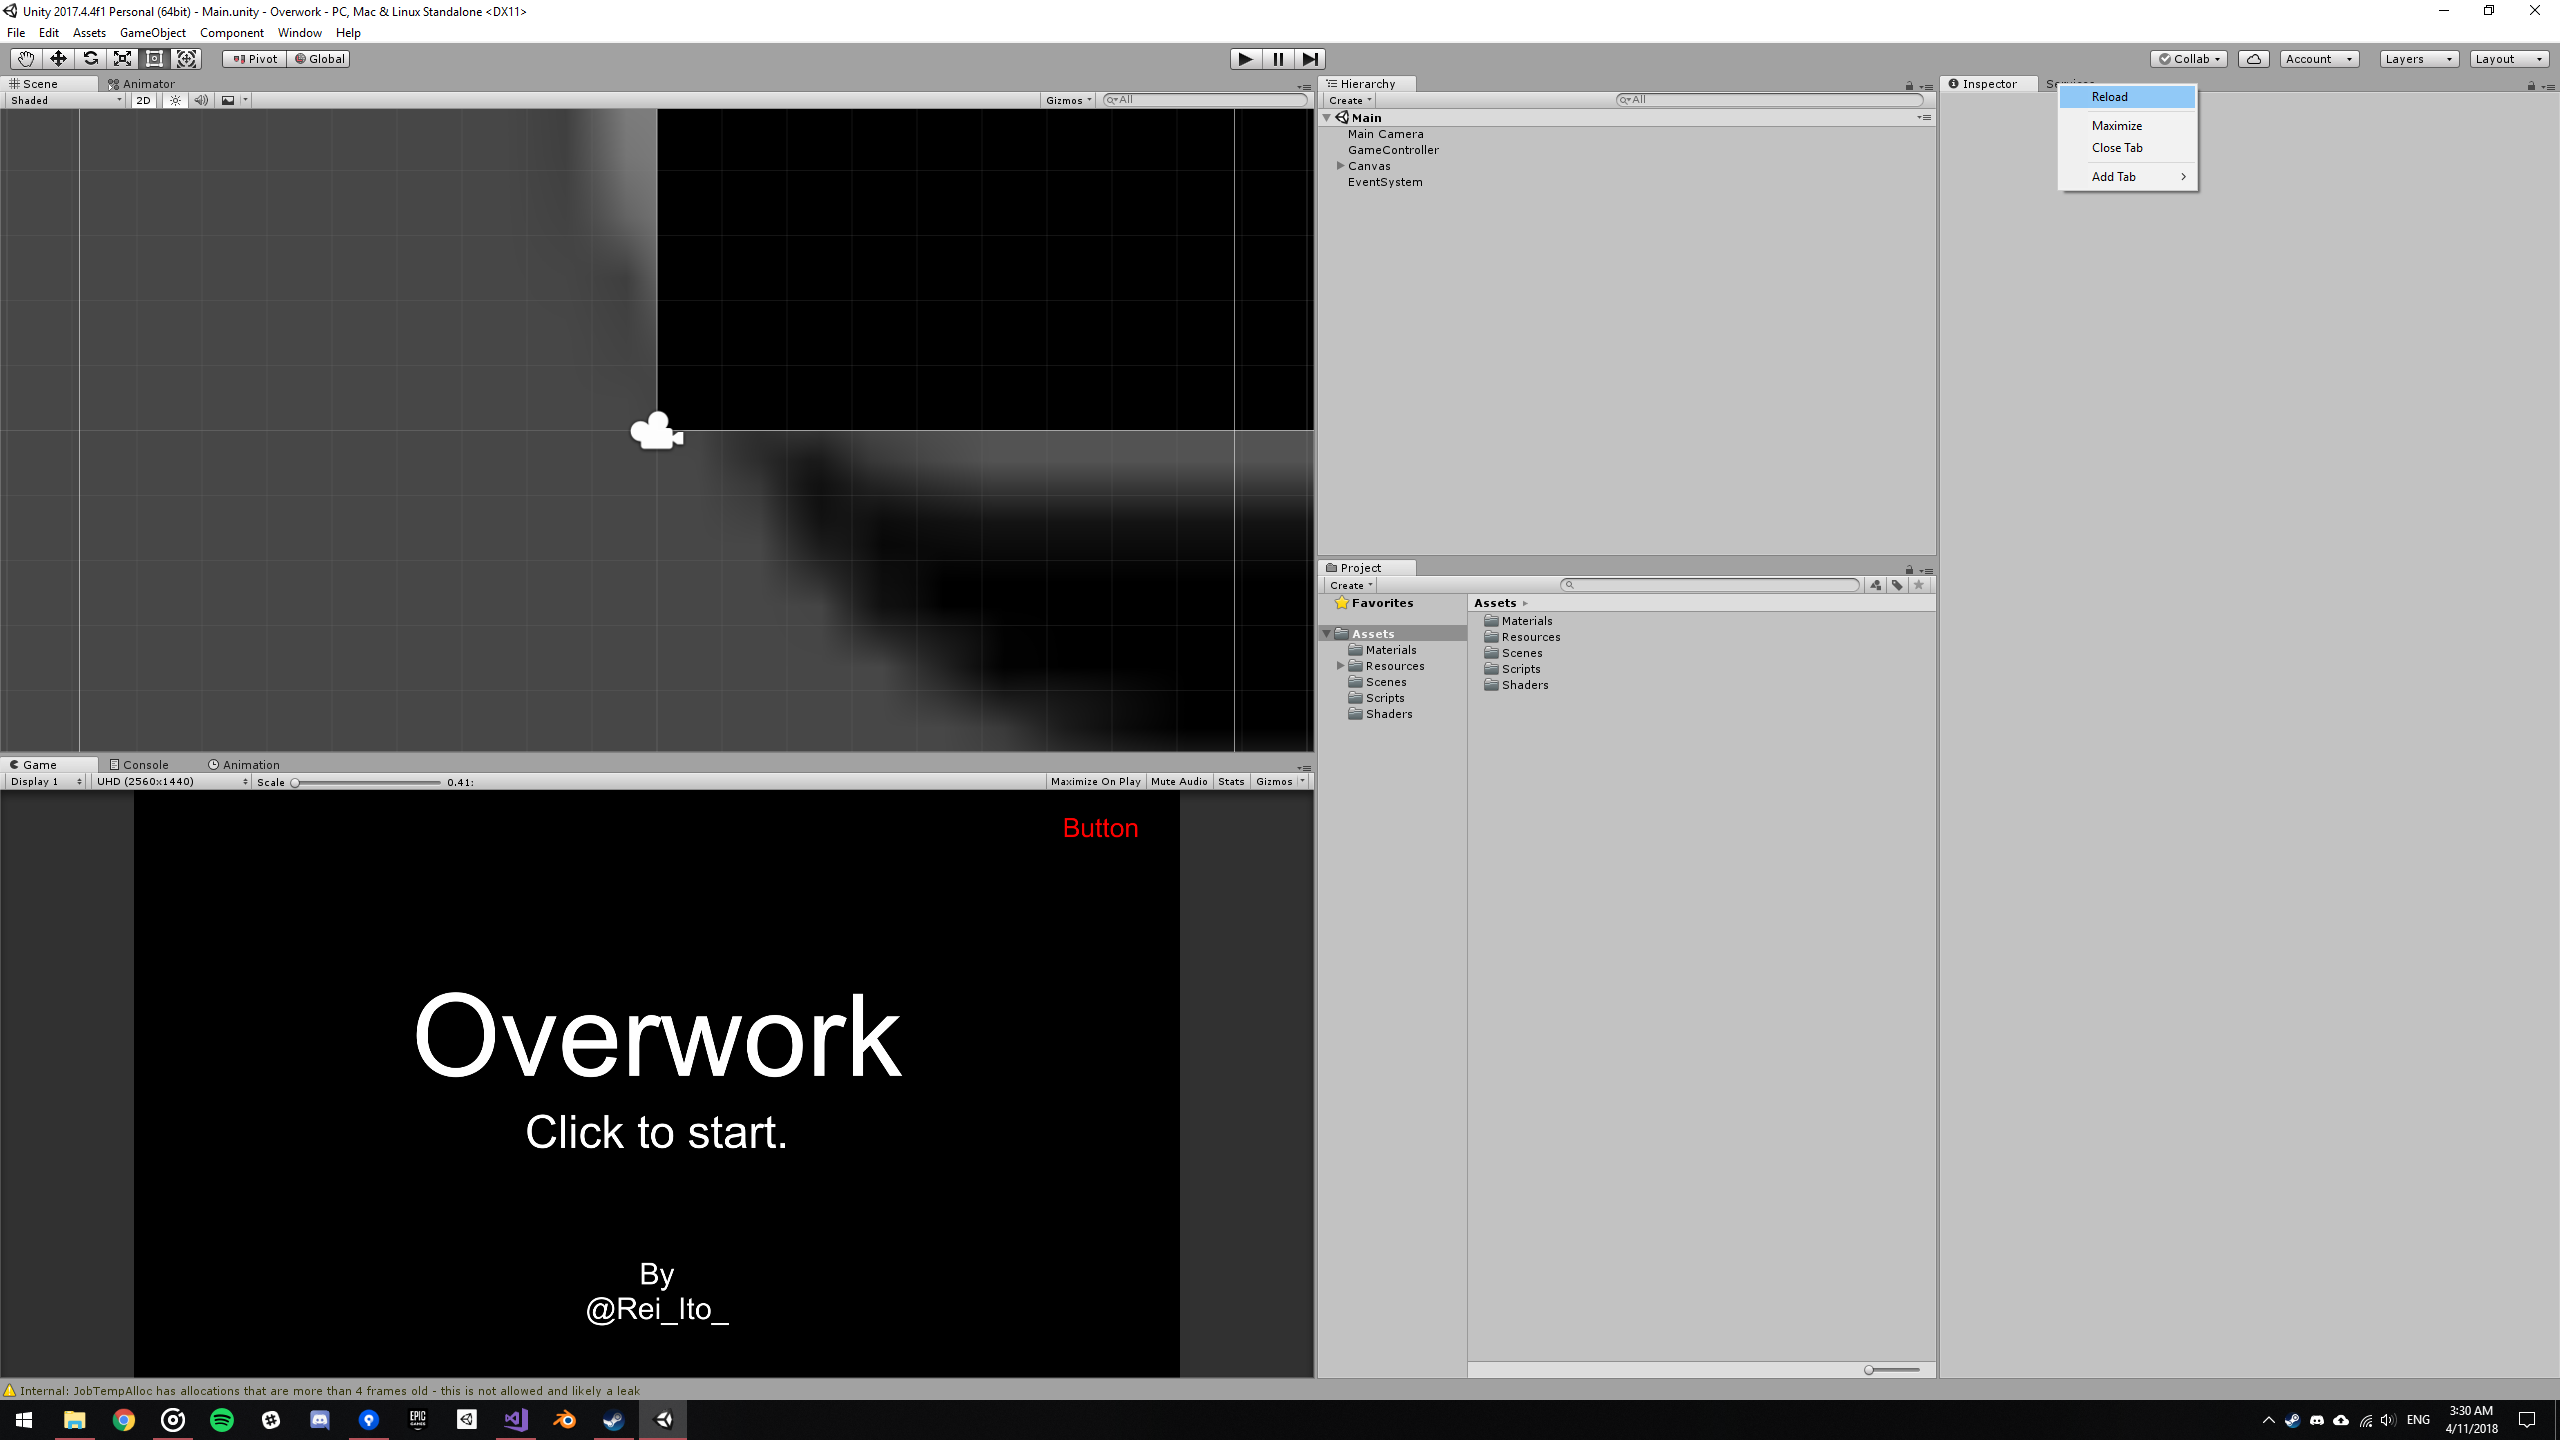 Unity 2017.4.4f1 Personal (64bit) - Main.unity - Overwork - PC, Mac & Linux Standalone <DX11>
File Edit Assets GameObject Component Window Help
Pivot Global Collab Account Layers Layout
Scene Animator
Shaded 2D Gizmos All
Hierarchy
Create All
Main
Main Camera
GameController
Canvas
EventSystem
Inspector
Reload
Maximize
Close Tab
Add Tab
Project
Create
Favorites
Assets
Materials
Resources
Scenes
Scripts
Shaders
Assets
Materials
Resources
Scenes
Scripts
Shaders
Game Console Animation
Display 1 UHD (2560x1440) Scale 0.41: Maximize On Play Mute Audio Stats Gizmos
Button
Overwork
Click to start.
By
@Rei_Ito_
Internal: JobTempAlloc has allocations that are more than 4 frames old - this is not allowed and likely a leak
EPIC
GAMES
ENG
3:30 AM
4/11/2018